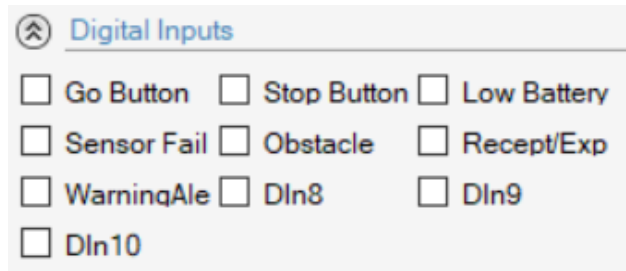 Digital Inputs
Go Button Stop Button Low Battery
Sensor Fail Obstacle Recept/Exp
WarningAle DIn8 DIn9
DIn10